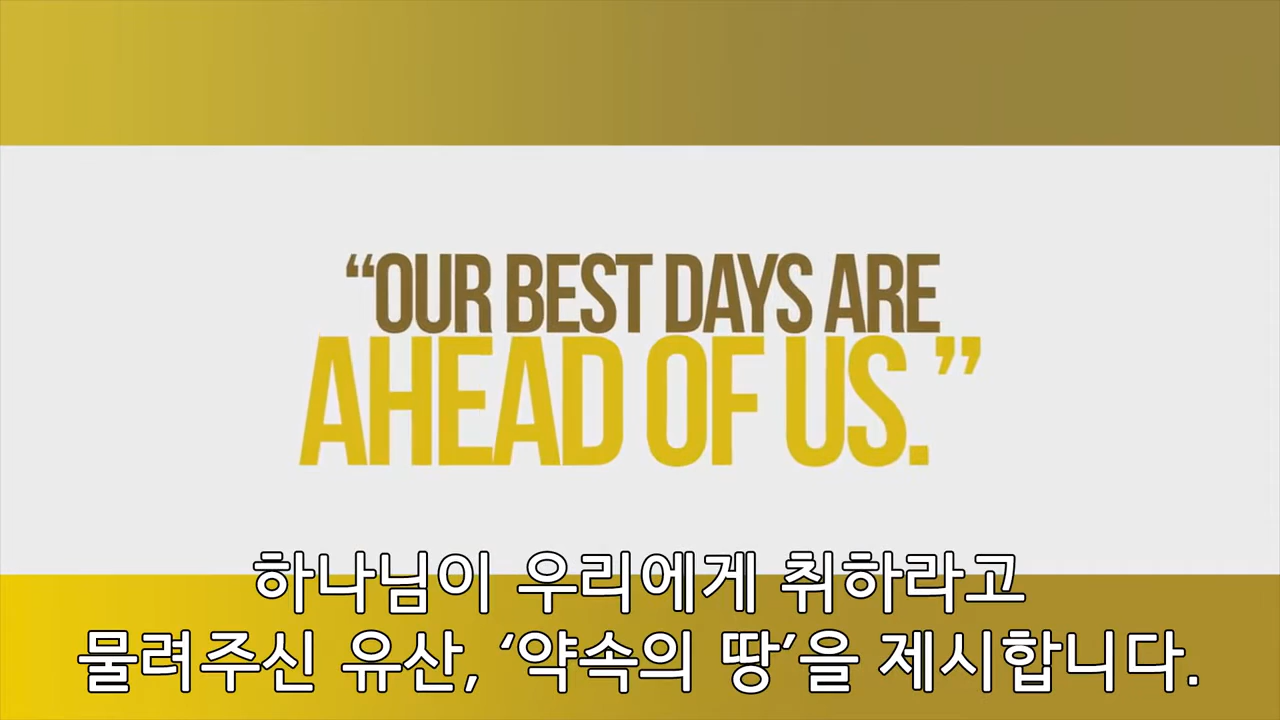 “OUR BEST DAYS ARE
AHEAD OF US.”
하나님이 우리에게 취하라고
물려주신 유산, ‘약속의 땅’을 제시합니다.